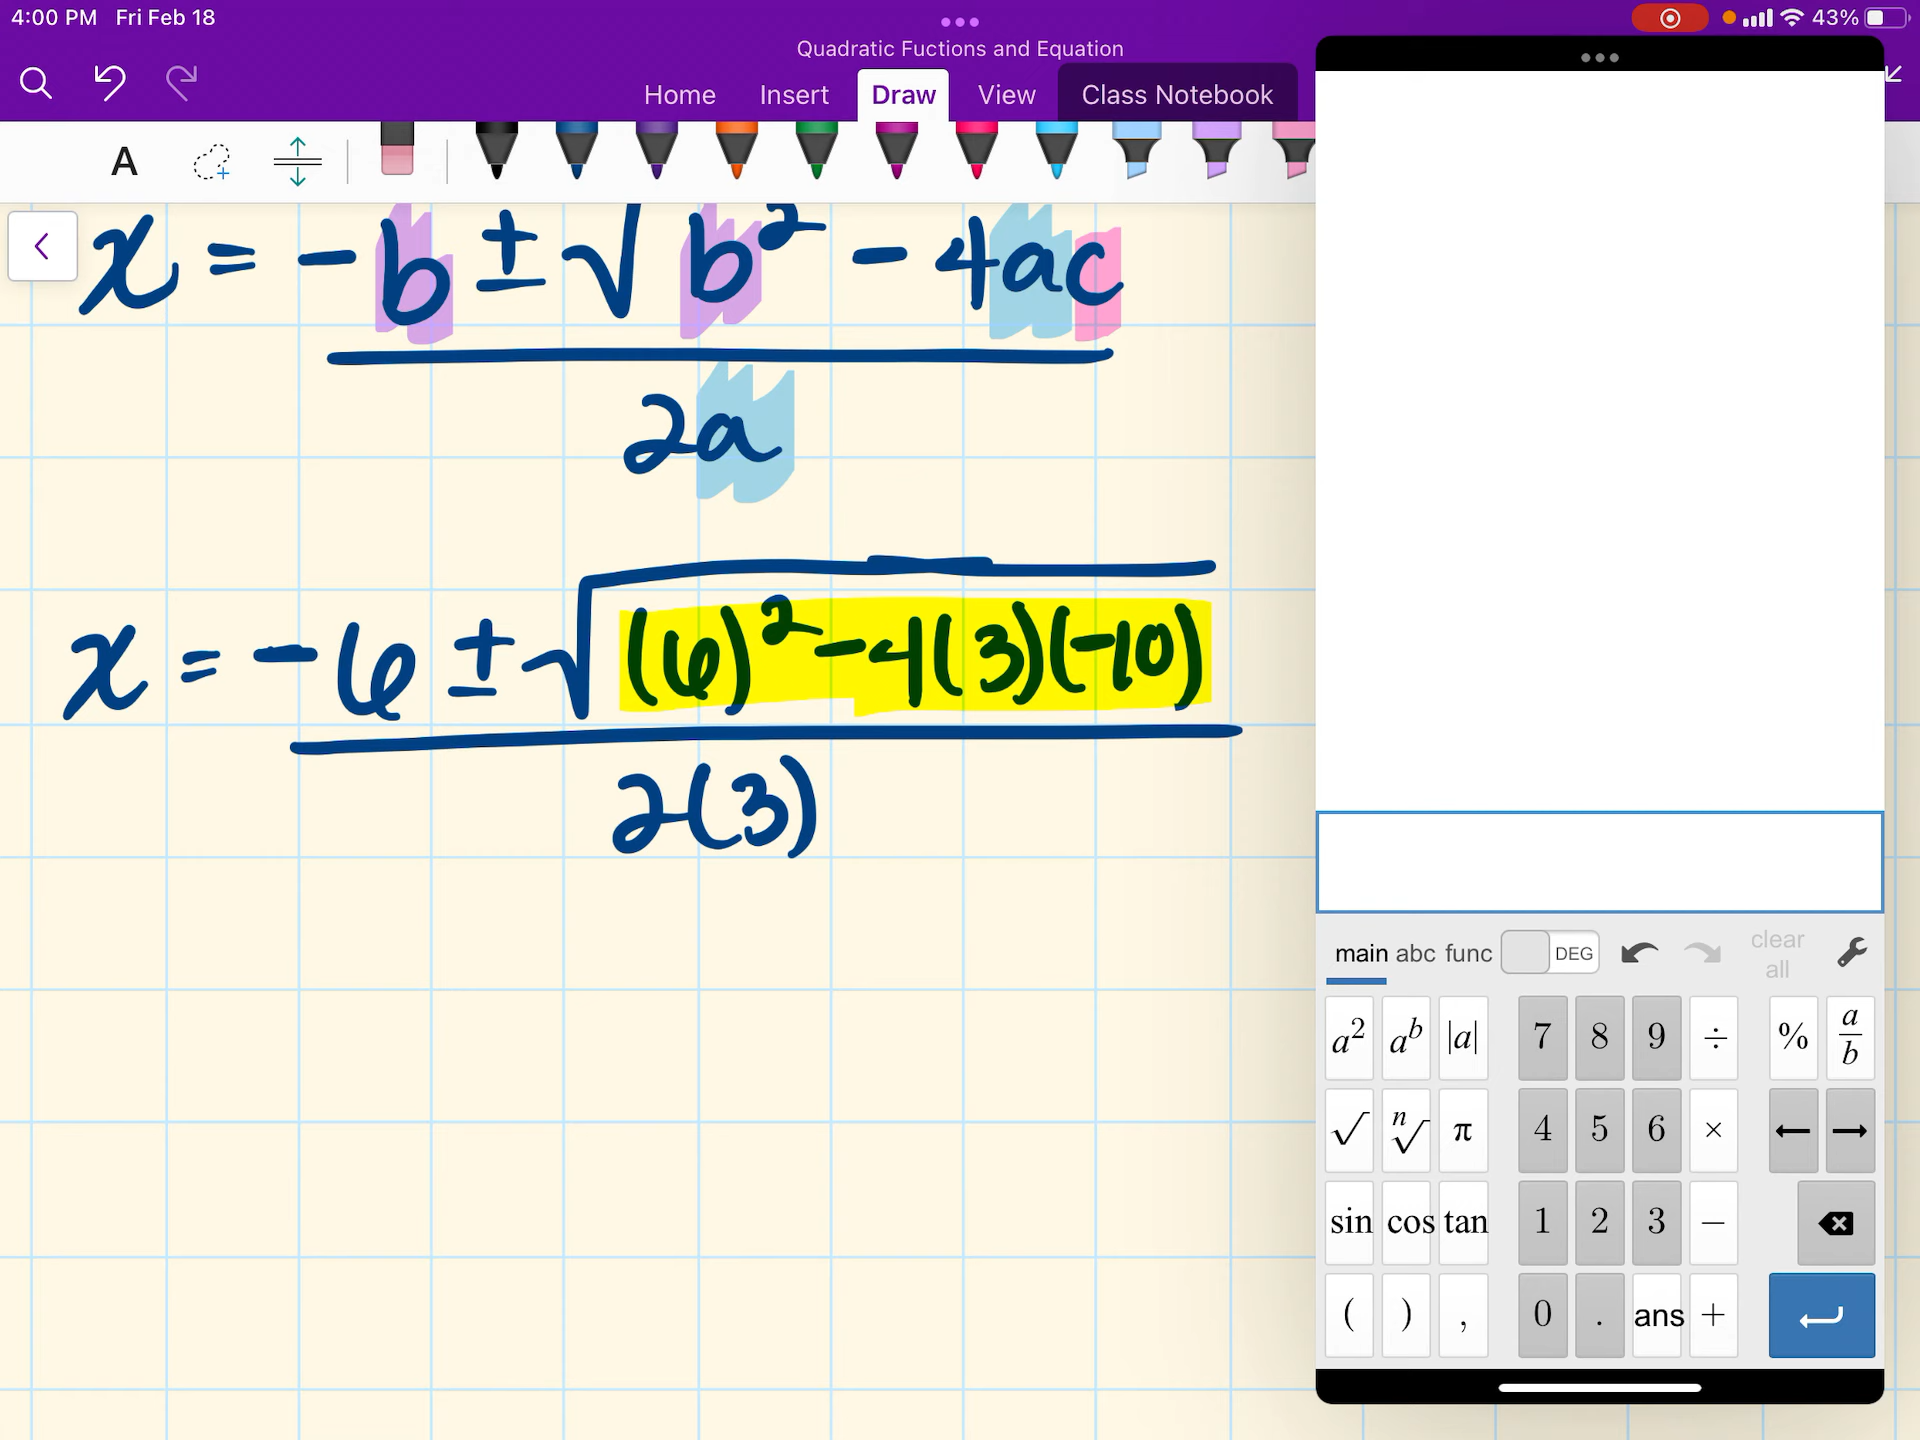 4:00 PM Fri Feb 18
43%
Quadratic Fuctions and Equation
Home Insert Draw View Class Notebook
A
x = -b ± √b² - 4ac
2a
x = -6 ± √(6)² - 4(3)(-10)
2(3)
main abc func DEG clear all
a² aᵇ |a| 7 8 9 ÷ % a/b
√ ⁿ√ π 4 5 6 × ← →
sin cos tan 1 2 3 −
( ) , 0 . ans +